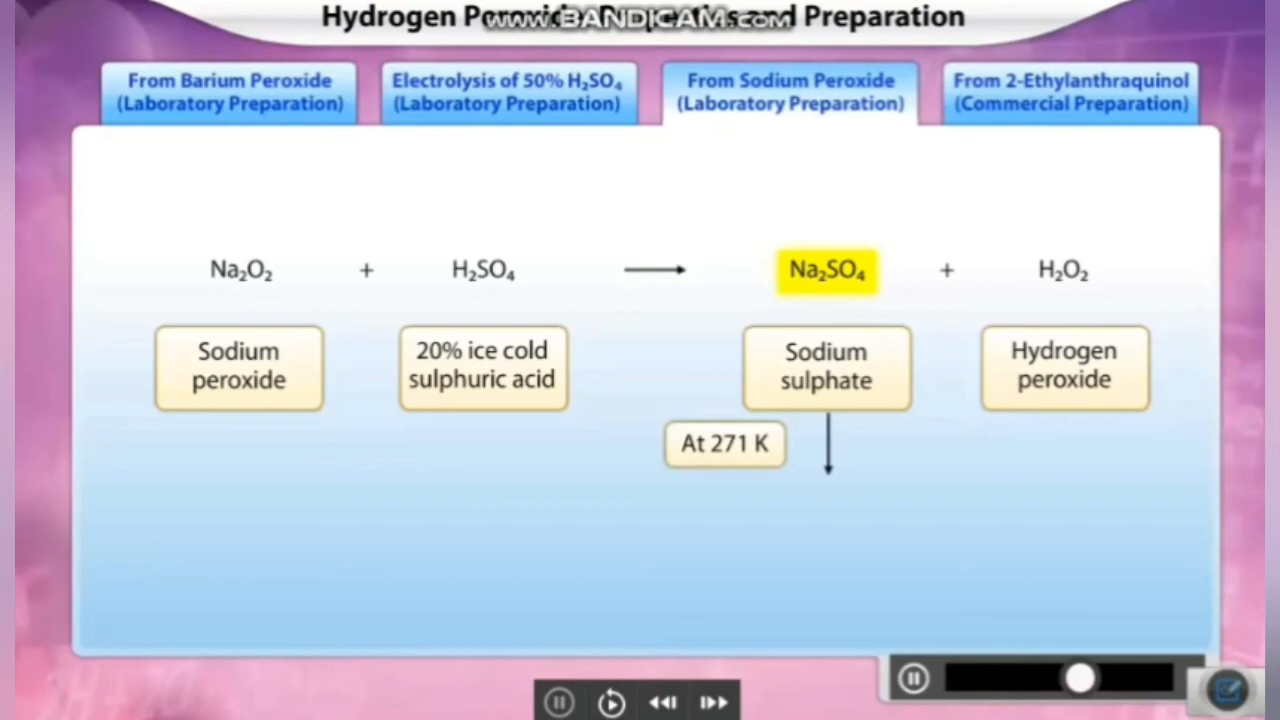 Hydrogen Peroxide: Properties and Preparation
www.BANDICAM.com
From Barium Peroxide
(Laboratory Preparation)
Electrolysis of 50% H₂SO₄
(Laboratory Preparation)
From Sodium Peroxide
(Laboratory Preparation)
From 2-Ethylanthraquinol
(Commercial Preparation)
Na₂O₂ + H₂SO₄ ⟶ Na₂SO₄ + H₂O₂
Sodium
peroxide
20% ice cold
sulphuric acid
Sodium
sulphate
Hydrogen
peroxide
At 271 K